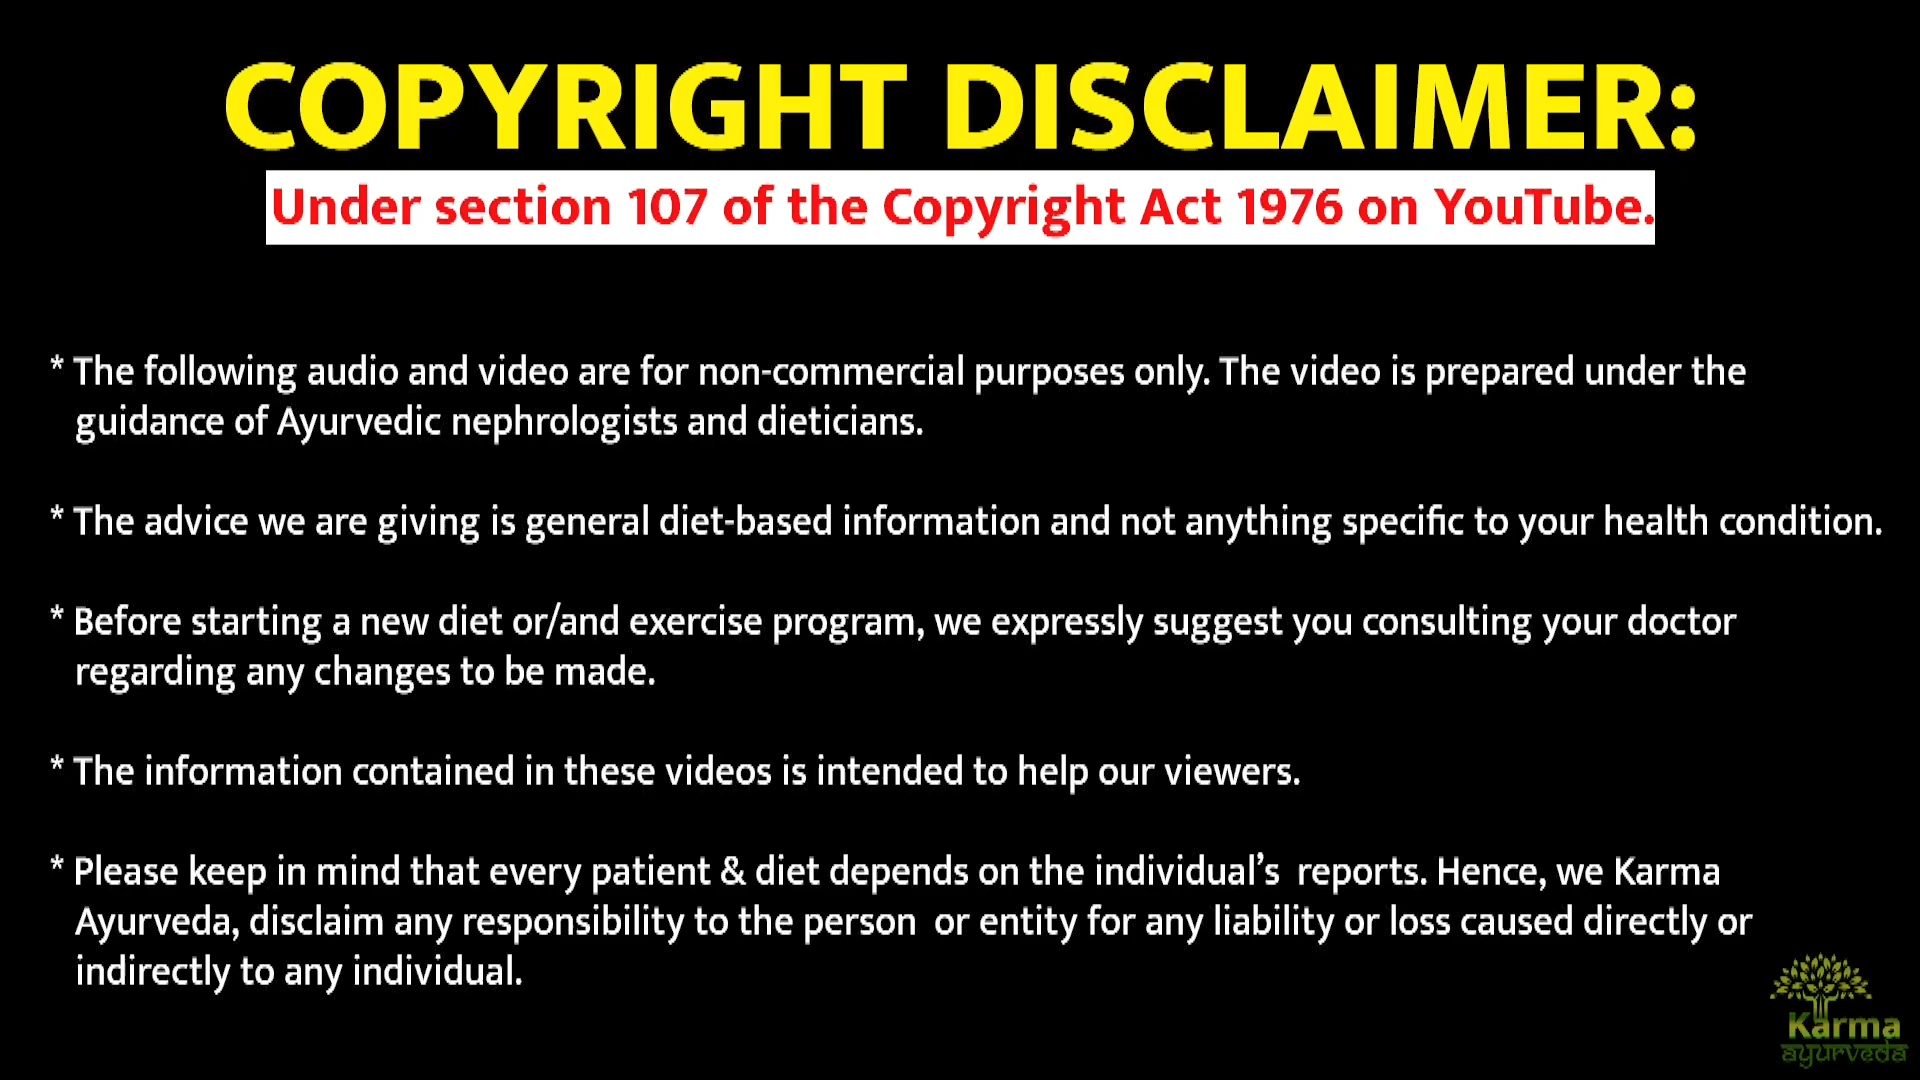 COPYRIGHT DISCLAIMER:
Under section 107 of the Copyright Act 1976 on YouTube.
* The following audio and video are for non-commercial purposes only. The video is prepared under the
guidance of Ayurvedic nephrologists and dieticians.
* The advice we are giving is general diet-based information and not anything specific to your health condition.
* Before starting a new diet or/and exercise program, we expressly suggest you consulting your doctor
regarding any changes to be made.
* The information contained in these videos is intended to help our viewers.
* Please keep in mind that every patient & diet depends on the individual’s reports. Hence, we Karma
Ayurveda, disclaim any responsibility to the person or entity for any liability or loss caused directly or
indirectly to any individual.
Karma
ayurveda